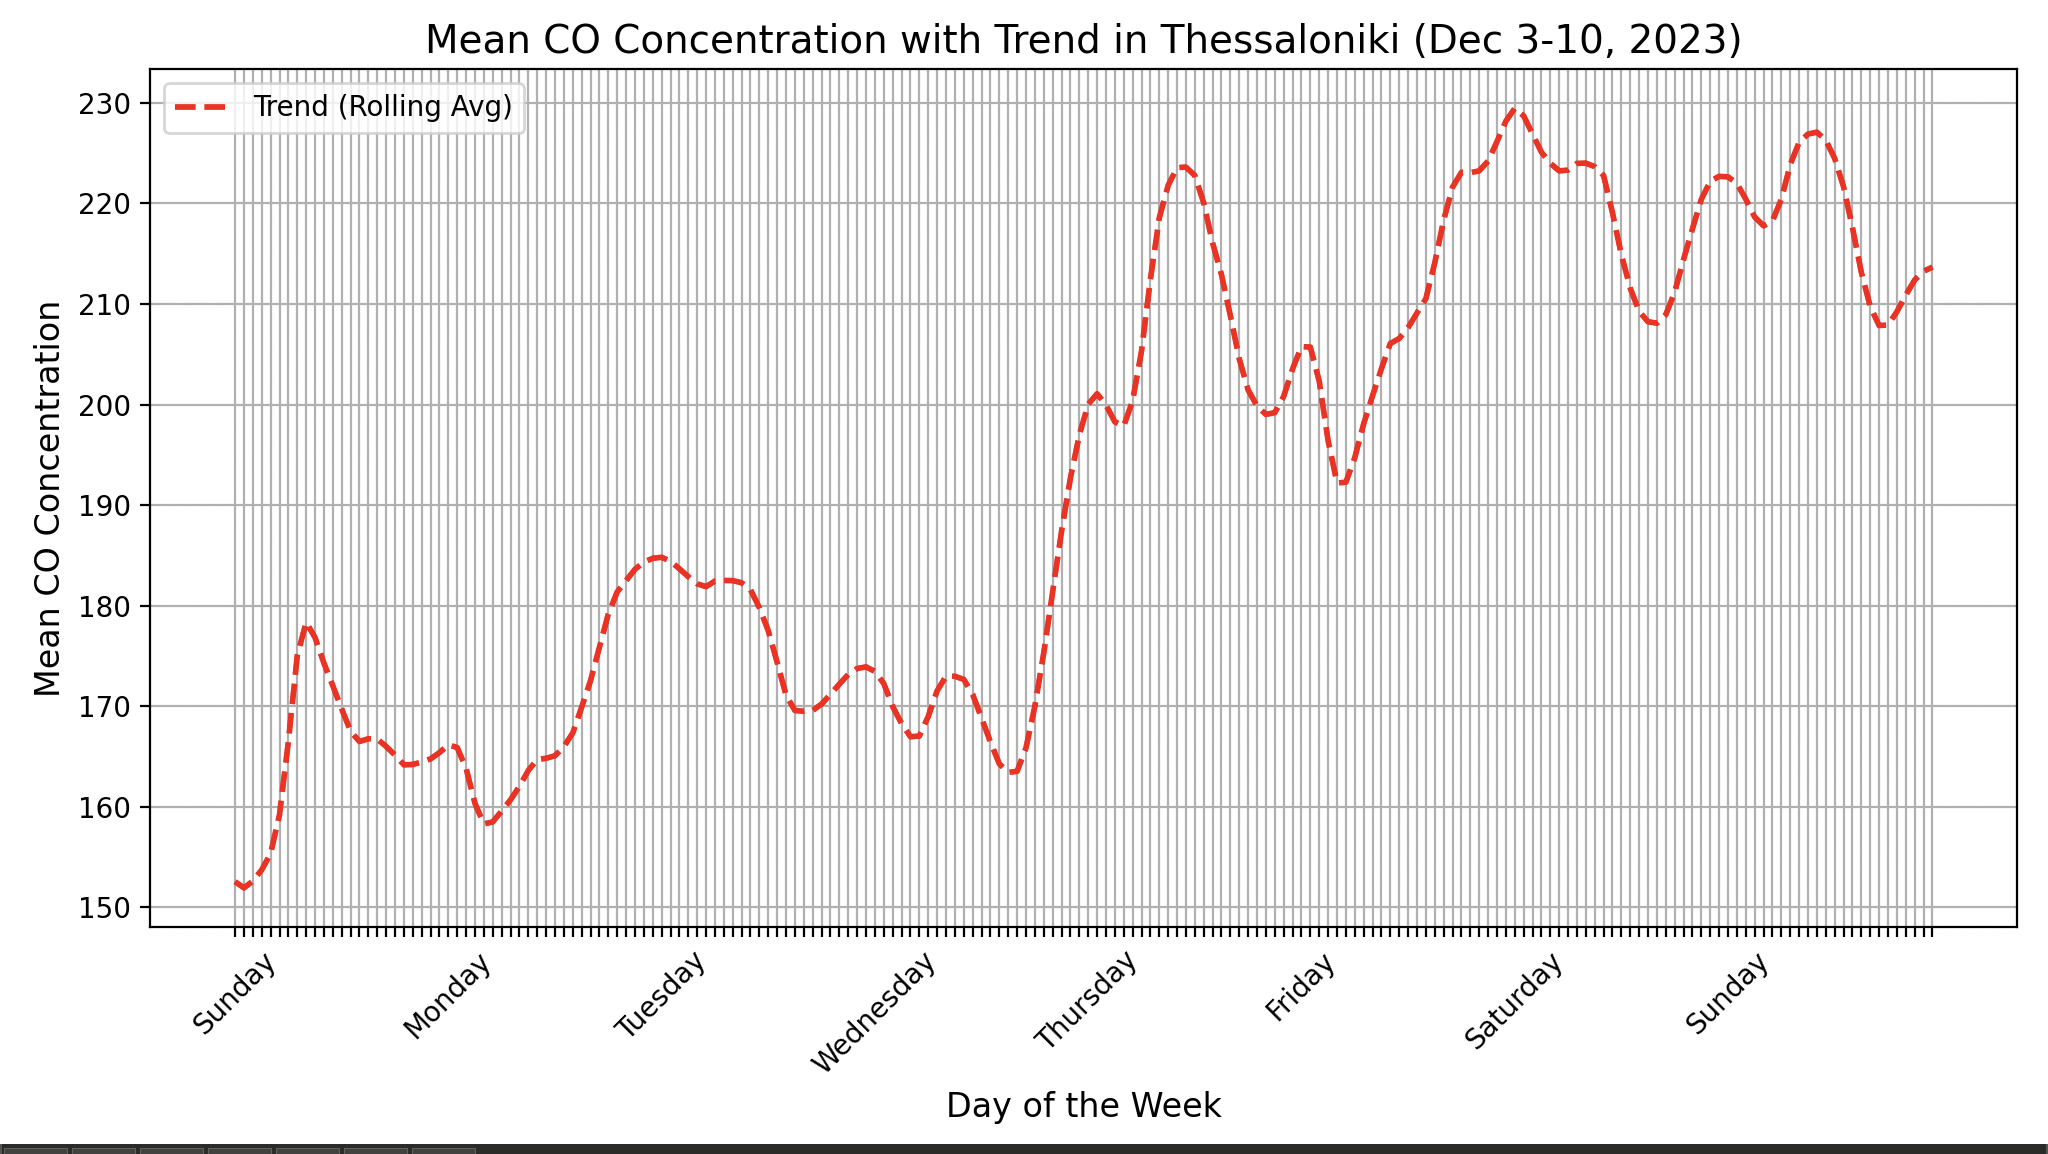 Mean CO Concentration with Trend in Thessaloniki (Dec 3-10, 2023)
Trend (Rolling Avg)
Mean CO Concentration
230
220
210
200
190
180
170
160
150
Sunday
Monday
Tuesday
Wednesday
Thursday
Friday
Saturday
Sunday
Day of the Week